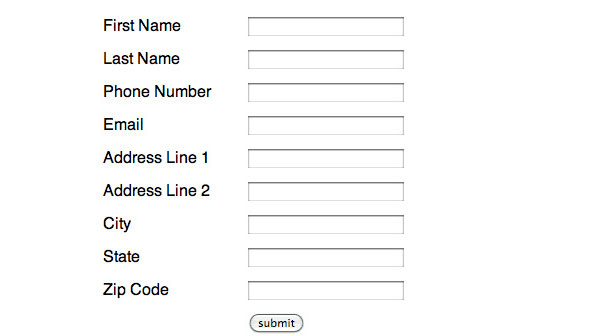 First Name
Last Name
Phone Number
Email
Address Line 1
Address Line 2
City
State
Zip Code
submit